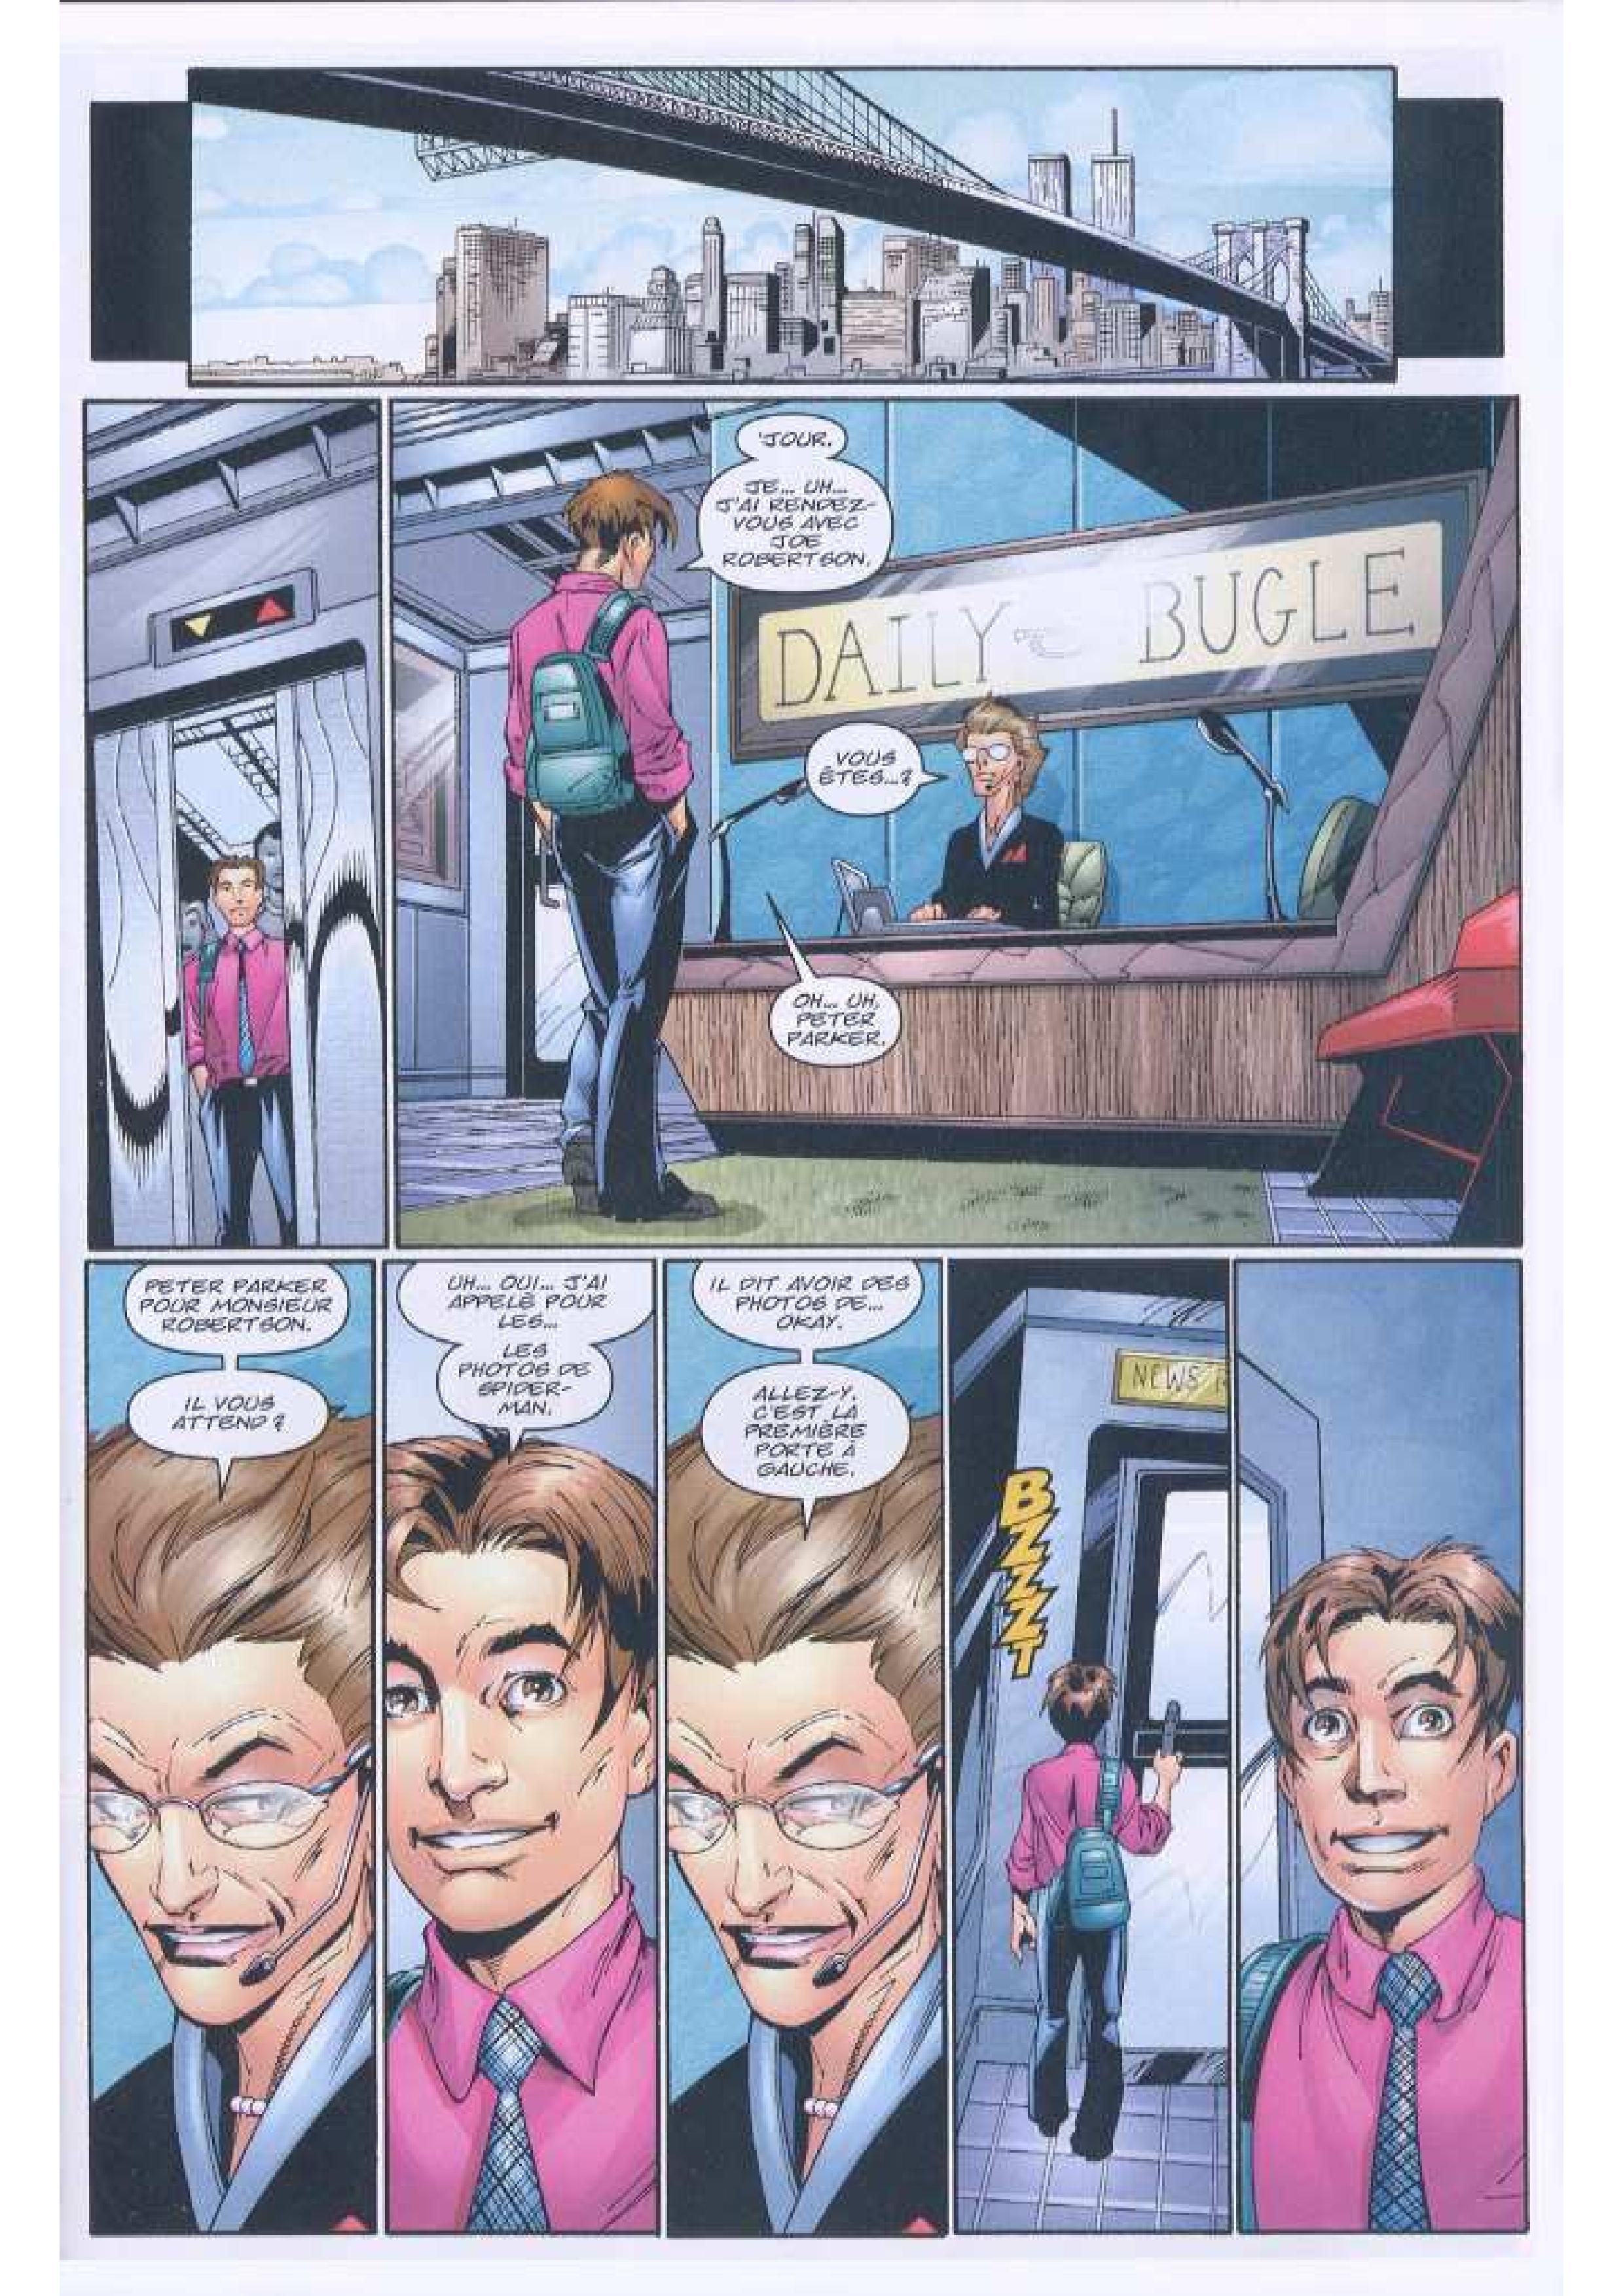 'JOUR.
JE... UH...
J'AI RENDEZ-
VOUS AVEC
JOE
ROBERTSON.
DAILY BUGLE
VOUS
ÊTES...?
OH... UH,
PETER
PARKER.
PETER PARKER
POUR MONSIEUR
ROBERTSON.
IL VOUS
ATTEND ?
UH... OUI... J'AI
APPELÉ POUR
LES...
LES
PHOTOS DE
SPIDER-
MAN.
IL DIT AVOIR DES
PHOTOS DE...
OKAY.
ALLEZ-Y.
C'EST LA
PREMIÈRE
PORTE À
GAUCHE.
NEWS
BZZZZT